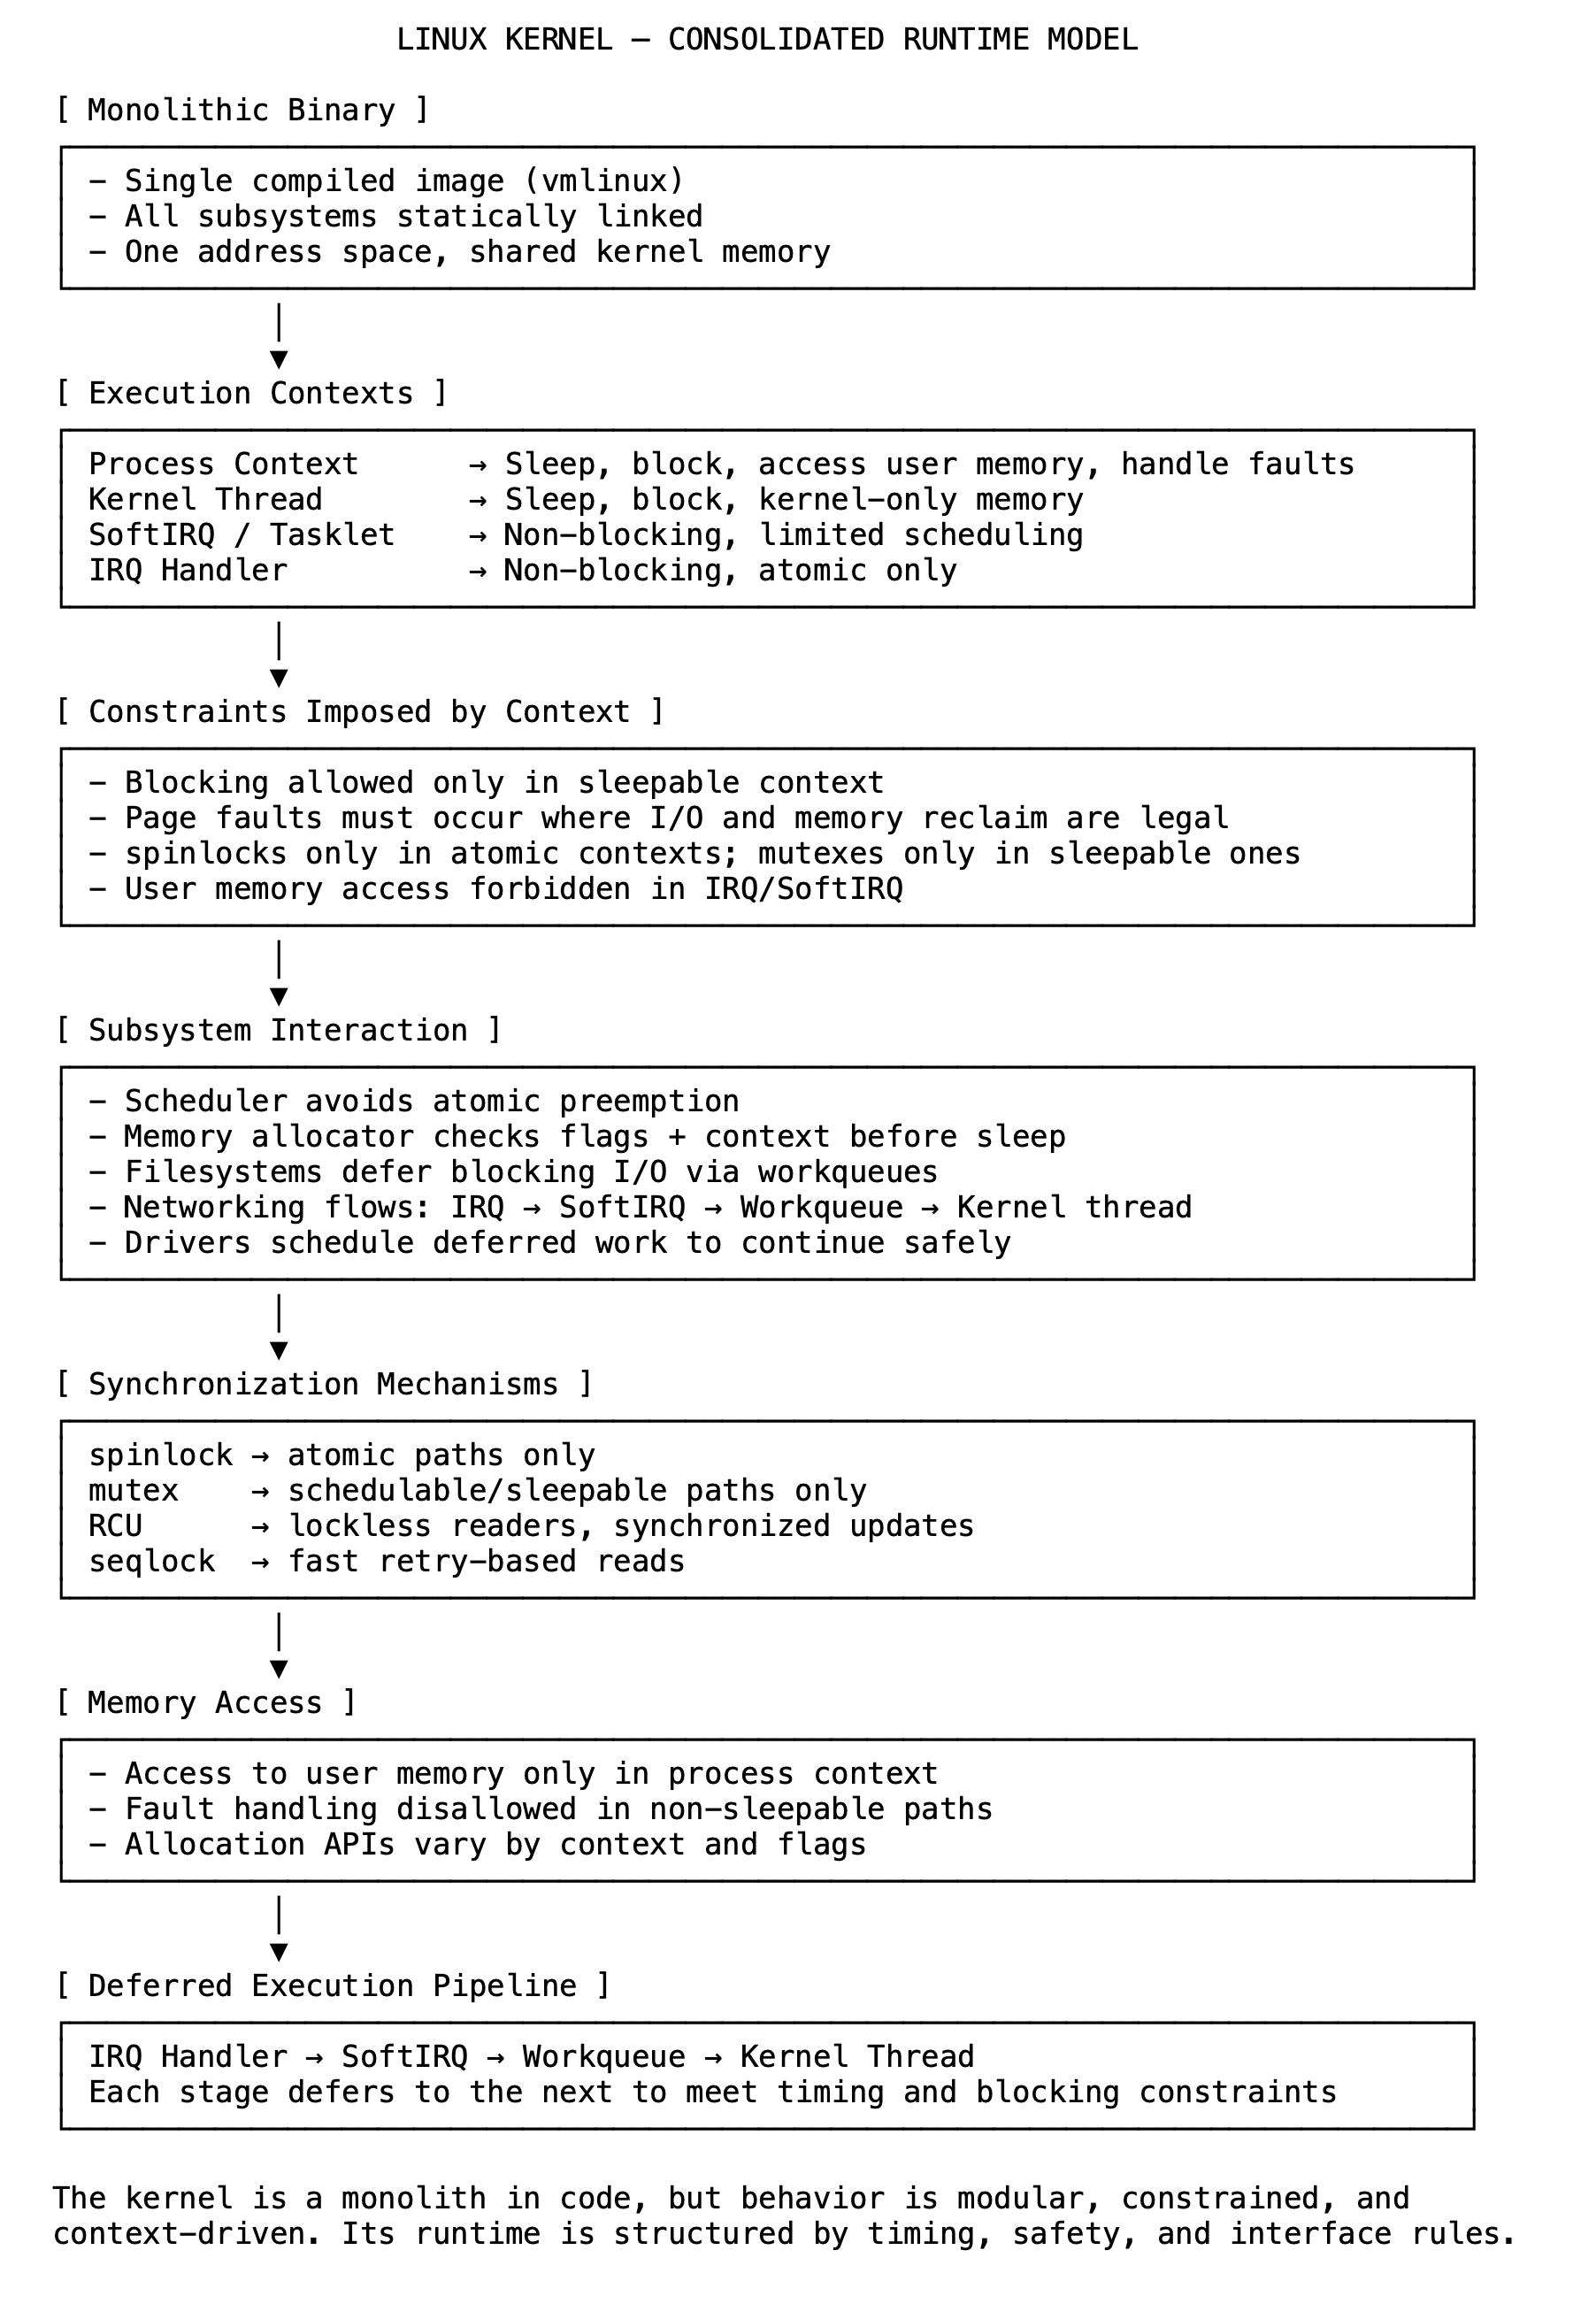 LINUX KERNEL – CONSOLIDATED RUNTIME MODEL
[ Monolithic Binary ]
– Single compiled image (vmlinux)
– All subsystems statically linked
– One address space, shared kernel memory
[ Execution Contexts ]
Process Context → Sleep, block, access user memory, handle faults
Kernel Thread → Sleep, block, kernel–only memory
SoftIRQ / Tasklet → Non–blocking, limited scheduling
IRQ Handler → Non–blocking, atomic only
[ Constraints Imposed by Context ]
– Blocking allowed only in sleepable context
– Page faults must occur where I/O and memory reclaim are legal
– spinlocks only in atomic contexts; mutexes only in sleepable ones
– User memory access forbidden in IRQ/SoftIRQ
[ Subsystem Interaction ]
– Scheduler avoids atomic preemption
– Memory allocator checks flags + context before sleep
– Filesystems defer blocking I/O via workqueues
– Networking flows: IRQ → SoftIRQ → Workqueue → Kernel thread
– Drivers schedule deferred work to continue safely
[ Synchronization Mechanisms ]
spinlock → atomic paths only
mutex → schedulable/sleepable paths only
RCU → lockless readers, synchronized updates
seqlock → fast retry–based reads
[ Memory Access ]
– Access to user memory only in process context
– Fault handling disallowed in non–sleepable paths
– Allocation APIs vary by context and flags
[ Deferred Execution Pipeline ]
IRQ Handler → SoftIRQ → Workqueue → Kernel Thread
Each stage defers to the next to meet timing and blocking constraints
The kernel is a monolith in code, but behavior is modular, constrained, and
context–driven. Its runtime is structured by timing, safety, and interface rules.